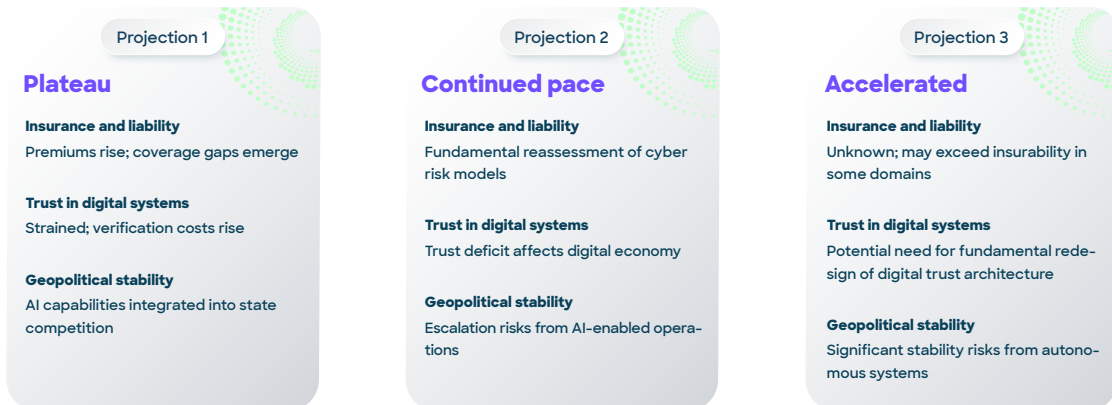 Projection 1
Plateau
Insurance and liability
Premiums rise; coverage gaps emerge
Trust in digital systems
Strained; verification costs rise
Geopolitical stability
AI capabilities integrated into state
competition
Projection 2
Continued pace
Insurance and liability
Fundamental reassessment of cyber
risk models
Trust in digital systems
Trust deficit affects digital economy
Geopolitical stability
Escalation risks from AI-enabled opera-
tions
Projection 3
Accelerated
Insurance and liability
Unknown; may exceed insurability in
some domains
Trust in digital systems
Potential need for fundamental rede-
sign of digital trust architecture
Geopolitical stability
Significant stability risks from autono-
mous systems